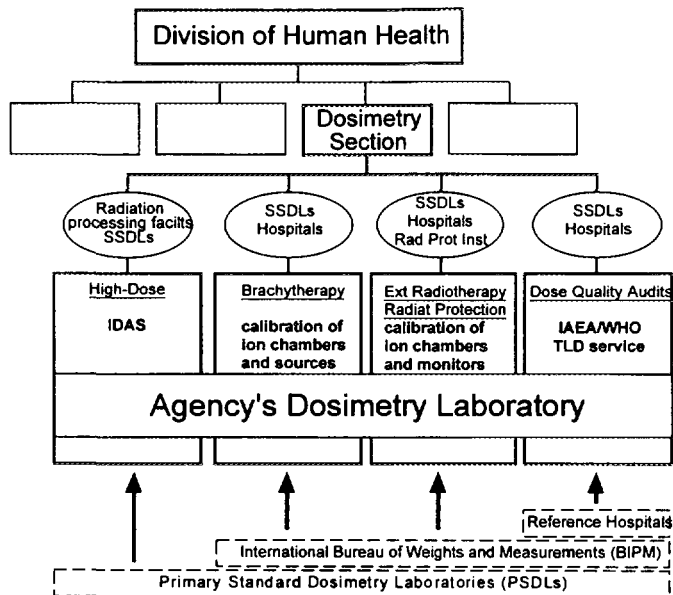 Division of Human Health
Dosimetry
Section
Radiation
processing facilts
SSDLs
SSDLs
Hospitals
SSDLs
Hospitals
Rad Prot Inst
SSDLs
Hospitals
High-Dose
IDAS
Brachytherapy
calibration of
ion chambers
and sources
Ext Radiotherapy
Radiat Protection
calibration of
ion chambers
and monitors
Dose Quality Audits
IAEA/WHO
TLD service
Agency's Dosimetry Laboratory
Reference Hospitals
International Bureau of Weights and Measurements (BIPM)
Primary Standard Dosimetry Laboratories (PSDLs)